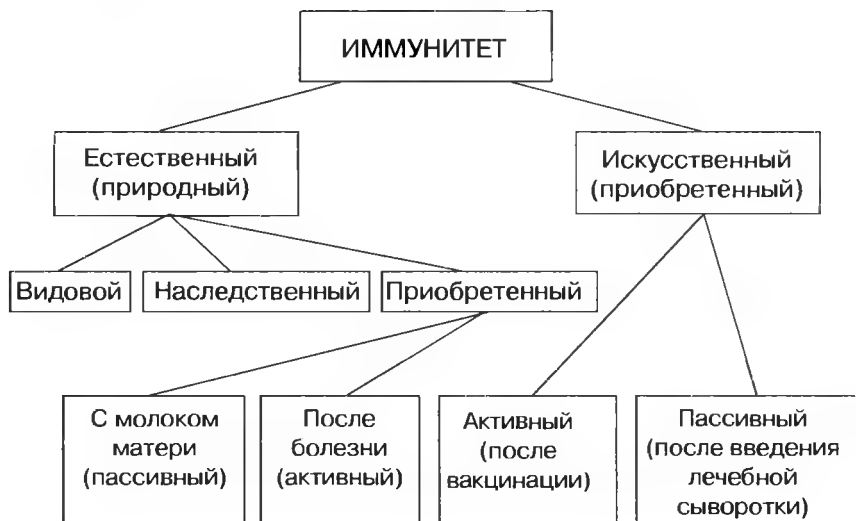 ИММУНИТЕТ
Естественный
(природный)
Искусственный
(приобретенный)
Видовой
Наследственный
Приобретенный
С молоком
матери
(пассивный)
После
болезни
(активный)
Активный
(после
вакцинации)
Пассивный
(после введения
лечебной
сыворотки)